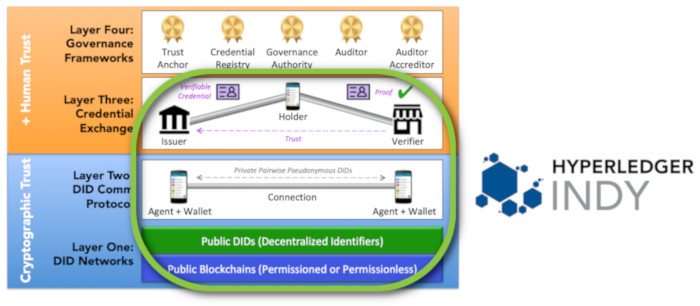 + Human Trust
Layer Four:
Governance
Frameworks
Trust
Anchor
Credential
Registry
Governance
Authority
Auditor
Auditor
Accreditor
Layer Three:
Credential
Exchange
Verifiable
Credential
Proof
Holder
Issuer
Trust
Verifier
Cryptographic Trust
Layer Two
DID Comm
Protoco
Private Pairwise Pseudonymous DIDs
Agent + Wallet
Connection
Agent + Wallet
Layer One:
DID Networks
Public DIDs (Decentralized Identifiers)
Public Blockchains (Permissioned or Permissionless)
HYPERLEDGER
INDY